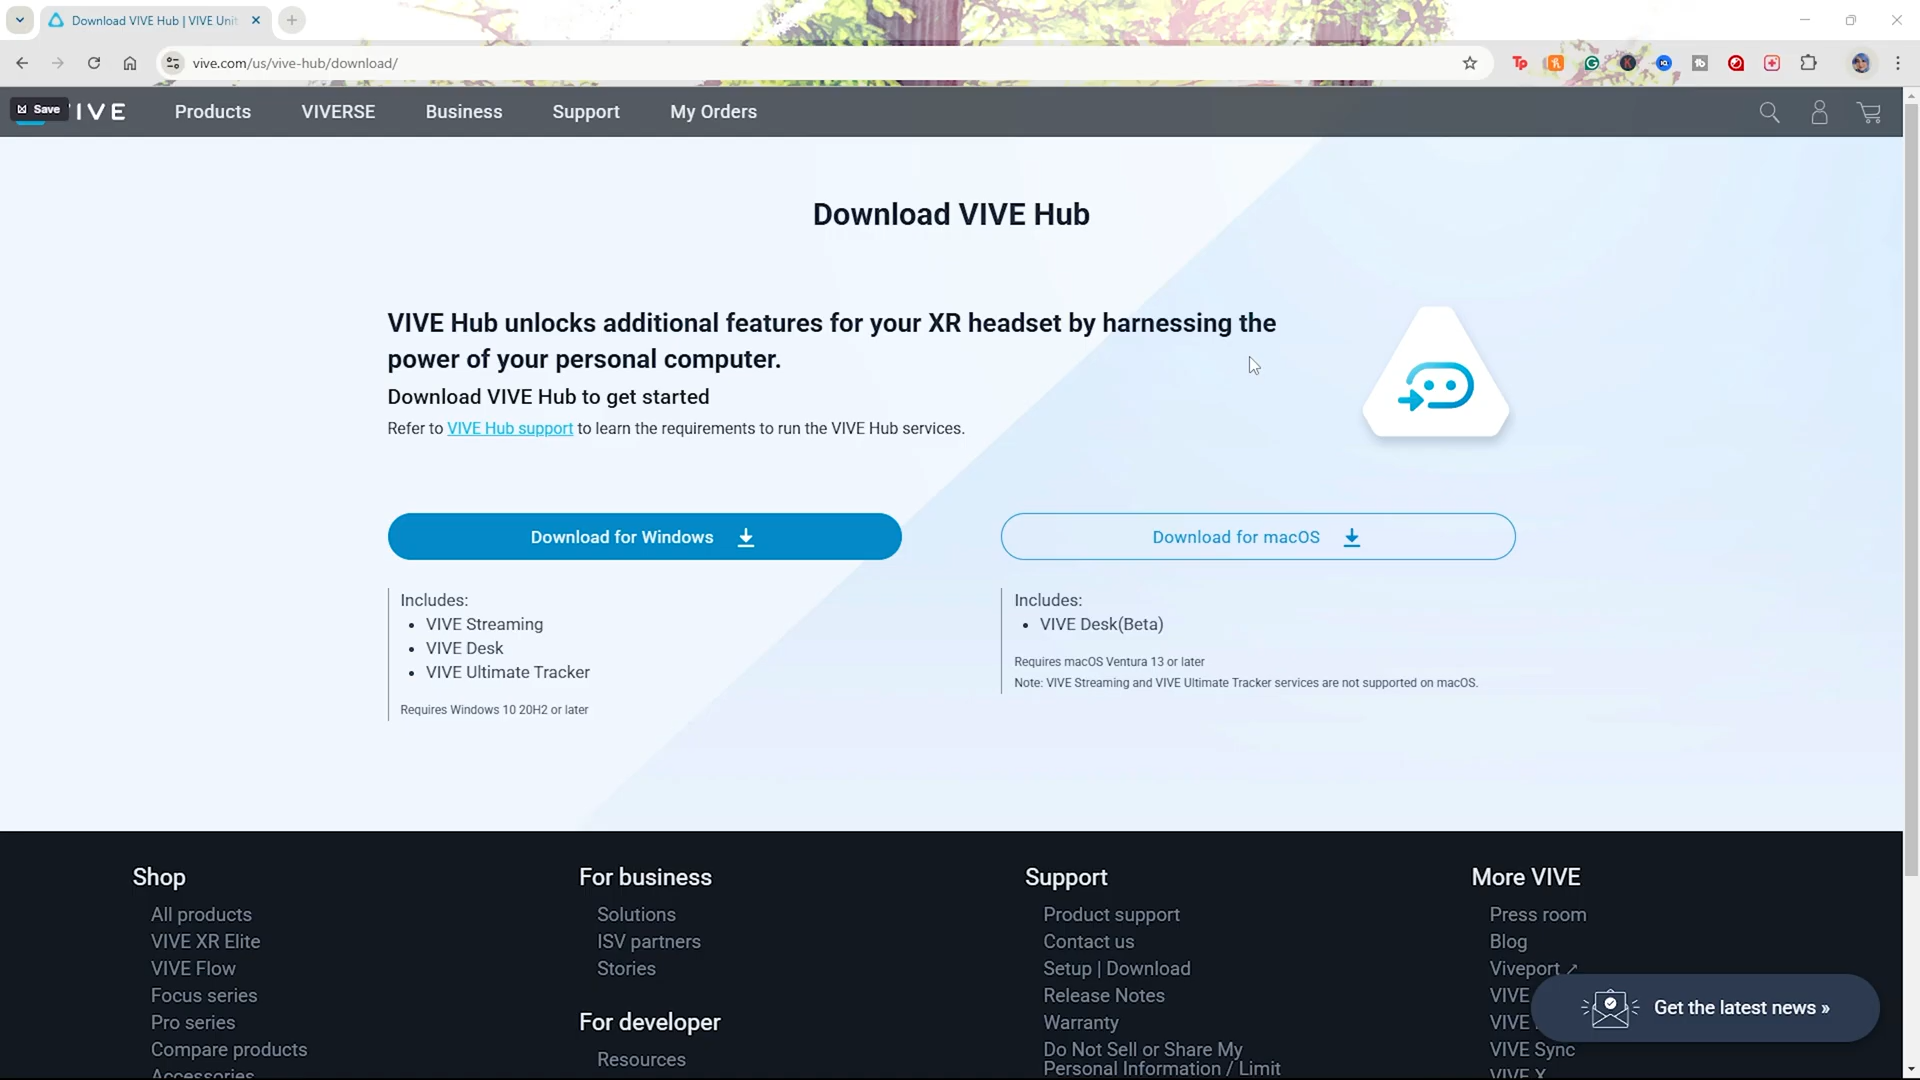 Download VIVE Hub | VIVE Unit
vive.com/us/vive-hub/download/
Save
IVE
Products
VIVERSE
Business
Support
My Orders
Download VIVE Hub
VIVE Hub unlocks additional features for your XR headset by harnessing the
power of your personal computer.
Download VIVE Hub to get started
Refer to VIVE Hub support to learn the requirements to run the VIVE Hub services.
Download for Windows
Download for macOS
Includes:
• VIVE Streaming
• VIVE Desk
• VIVE Ultimate Tracker
Requires Windows 10 20H2 or later
Includes:
• VIVE Desk(Beta)
Requires macOS Ventura 13 or later
Note: VIVE Streaming and VIVE Ultimate Tracker services are not supported on macOS.
Shop
All products
VIVE XR Elite
VIVE Flow
Focus series
Pro series
Compare products
Accessories
For business
Solutions
ISV partners
Stories
For developer
Resources
Support
Product support
Contact us
Setup | Download
Release Notes
Warranty
Do Not Sell or Share My
Personal Information / Limit
More VIVE
Press room
Blog
Viveport
VIVE
VIVE
VIVE Sync
VIVE X
Get the latest news »